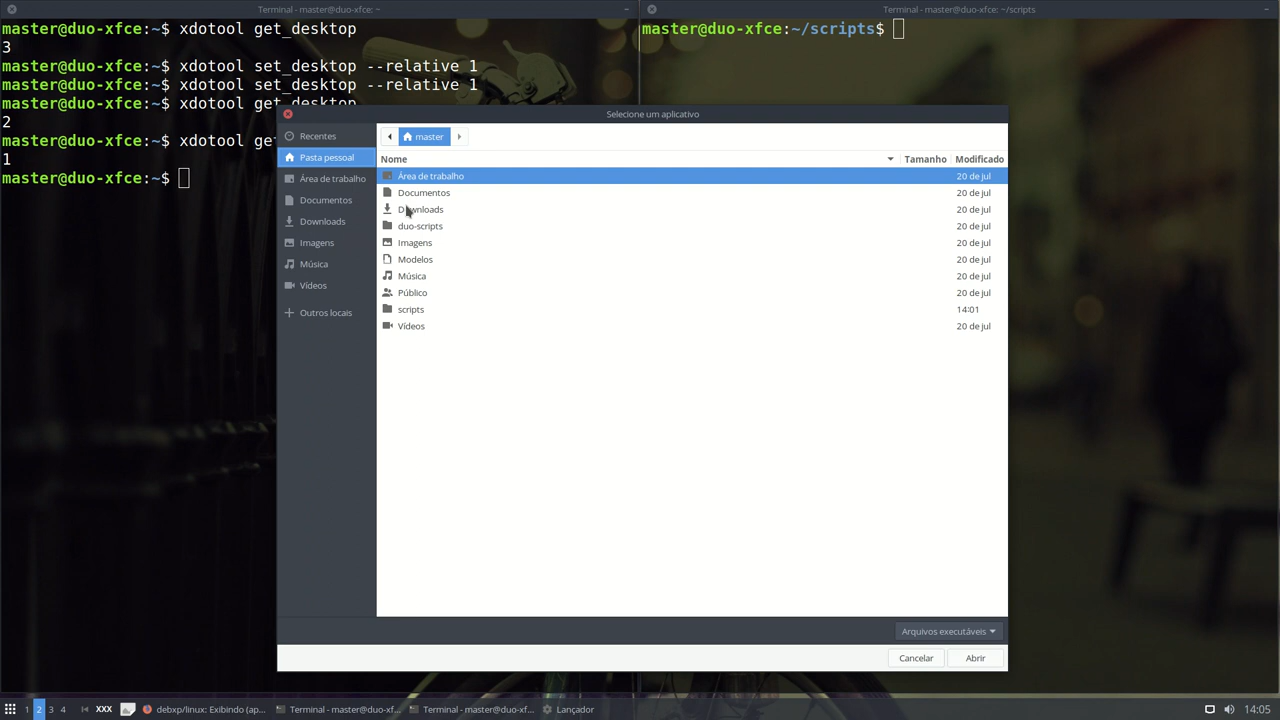 Terminal - master@duo-xfce: ~
Terminal - master@duo-xfce: ~/scripts
master@duo-xfce:~$ xdotool get_desktop
3
master@duo-xfce:~$ xdotool set_desktop --relative 1
master@duo-xfce:~$ xdotool set_desktop --relative 1
master@duo-xfce:~$ xdotool get_desktop
2
master@duo-xfce:~$ xdotool get
1
master@duo-xfce:~$
master@duo-xfce:~/scripts$
Selecione um aplicativo
Recentes
Pasta pessoal
Área de trabalho
Documentos
Downloads
Imagens
Música
Vídeos
Outros locais
master
Nome Tamanho Modificado
Área de trabalho 20 de jul
Documentos 20 de jul
Downloads 20 de jul
duo-scripts 20 de jul
Imagens 20 de jul
Modelos 20 de jul
Música 20 de jul
Público 20 de jul
scripts 14:01
Vídeos 20 de jul
Arquivos executáveis
Cancelar Abrir
1 2 3 4 XXX debxp/linux: Exibindo (ap... Terminal - master@duo-xf... Terminal - master@duo-xf... Lançador 14:05